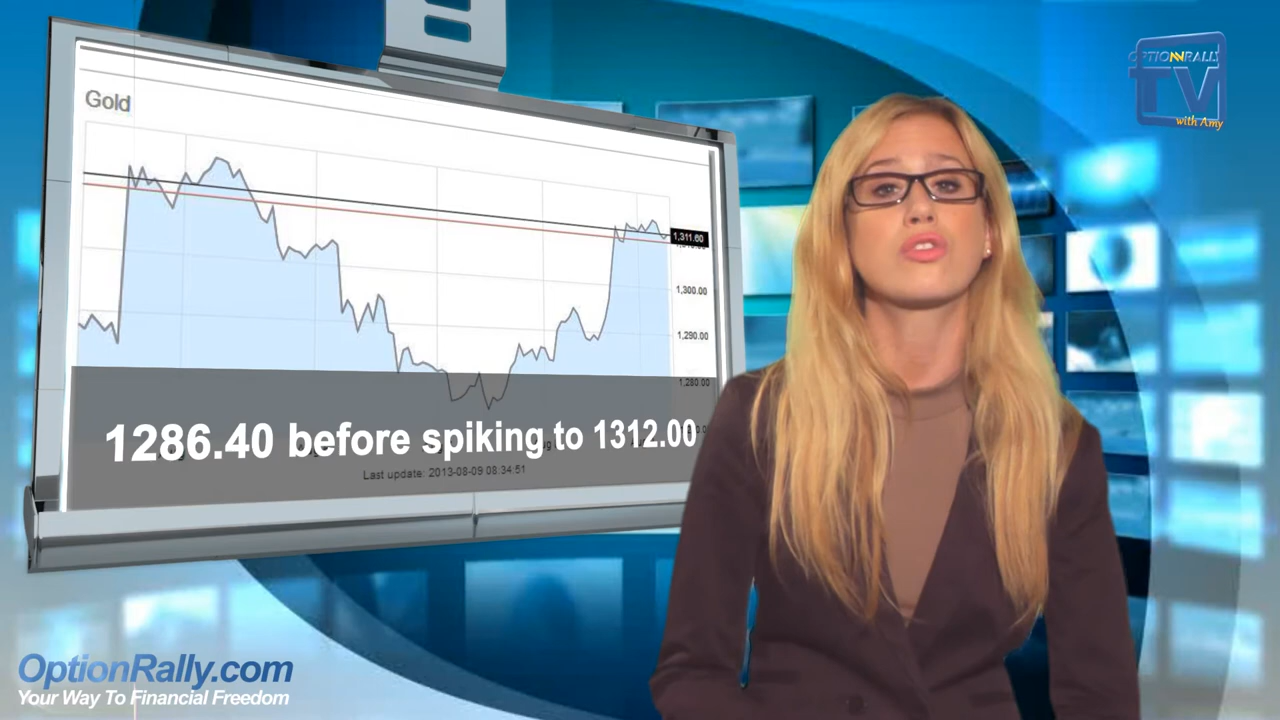 Gold
1,311.60
1,300.00
1,290.00
1,280.00
1286.40 before spiking to 1312.00
Last update: 2013-08-09 08:34:51
OPTIONRALLY
TV
with Amy
OptionRally.com
Your Way To Financial Freedom